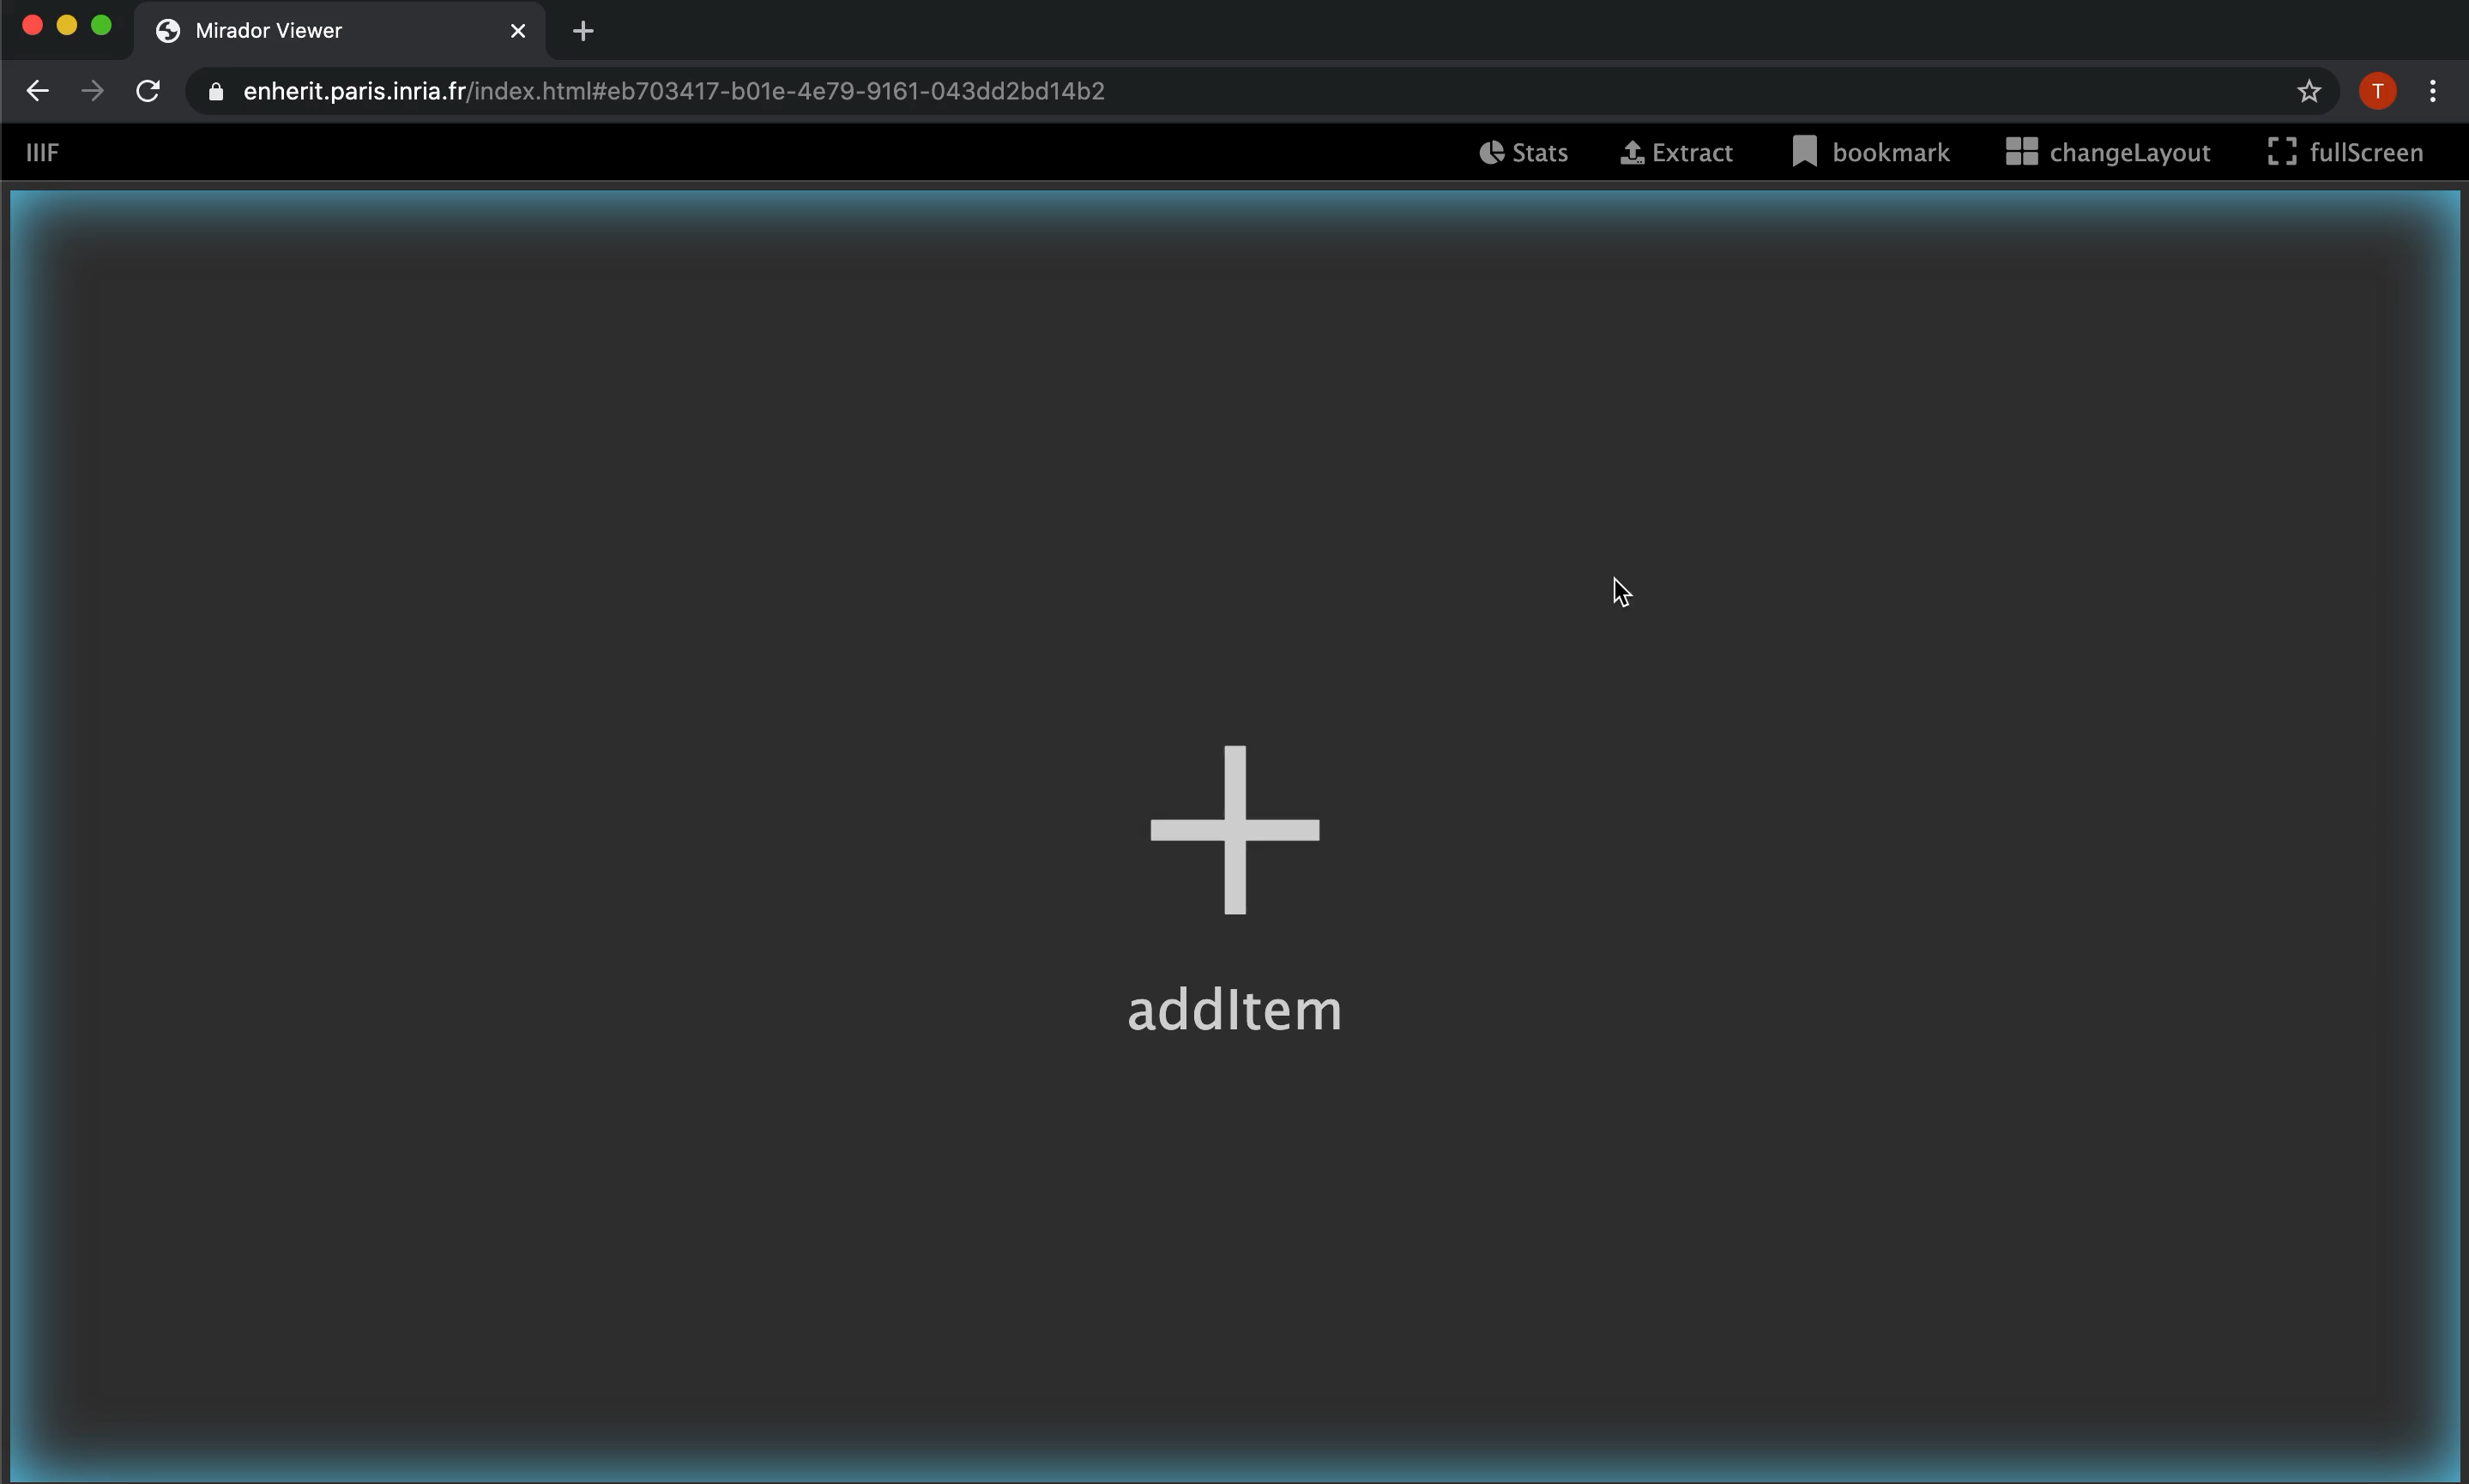 Mirador Viewer
enherit.paris.inria.fr/index.html#eb703417-b01e-4e79-9161-043dd2bd14b2
T
IIIF
Stats
Extract
bookmark
changeLayout
fullScreen
addItem